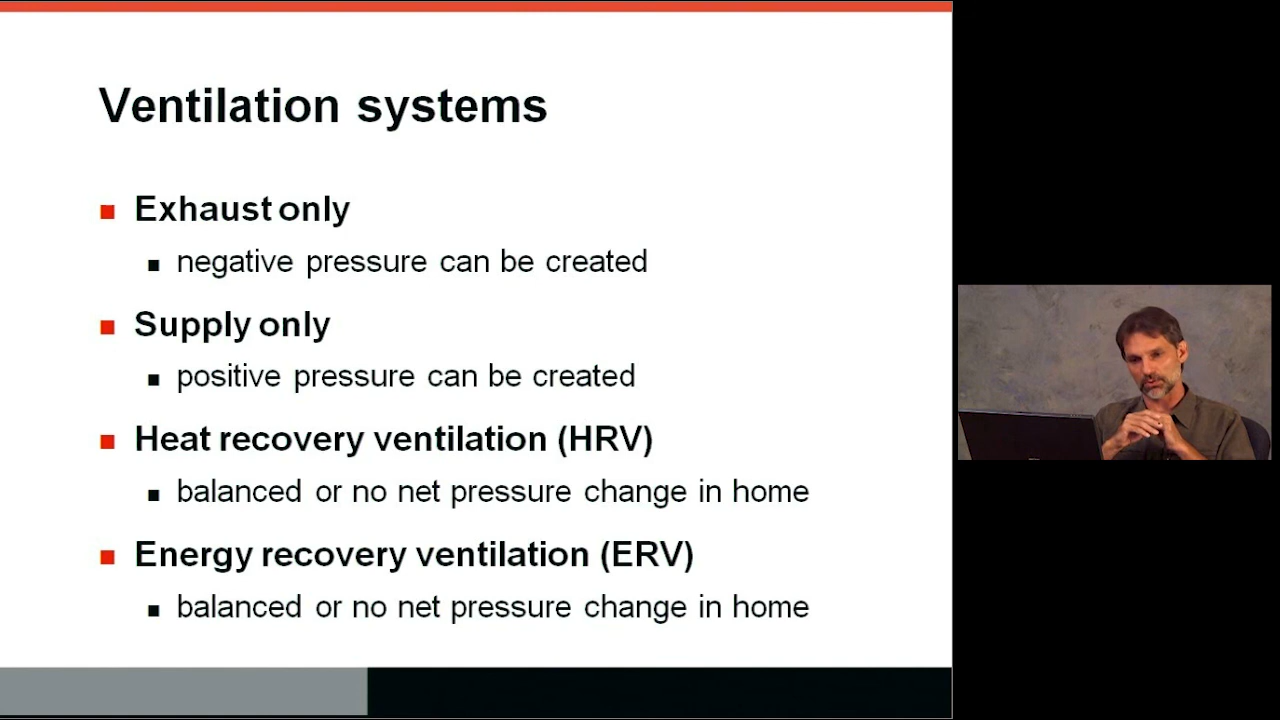 Ventilation systems
Exhaust only
negative pressure can be created
Supply only
positive pressure can be created
Heat recovery ventilation (HRV)
balanced or no net pressure change in home
Energy recovery ventilation (ERV)
balanced or no net pressure change in home